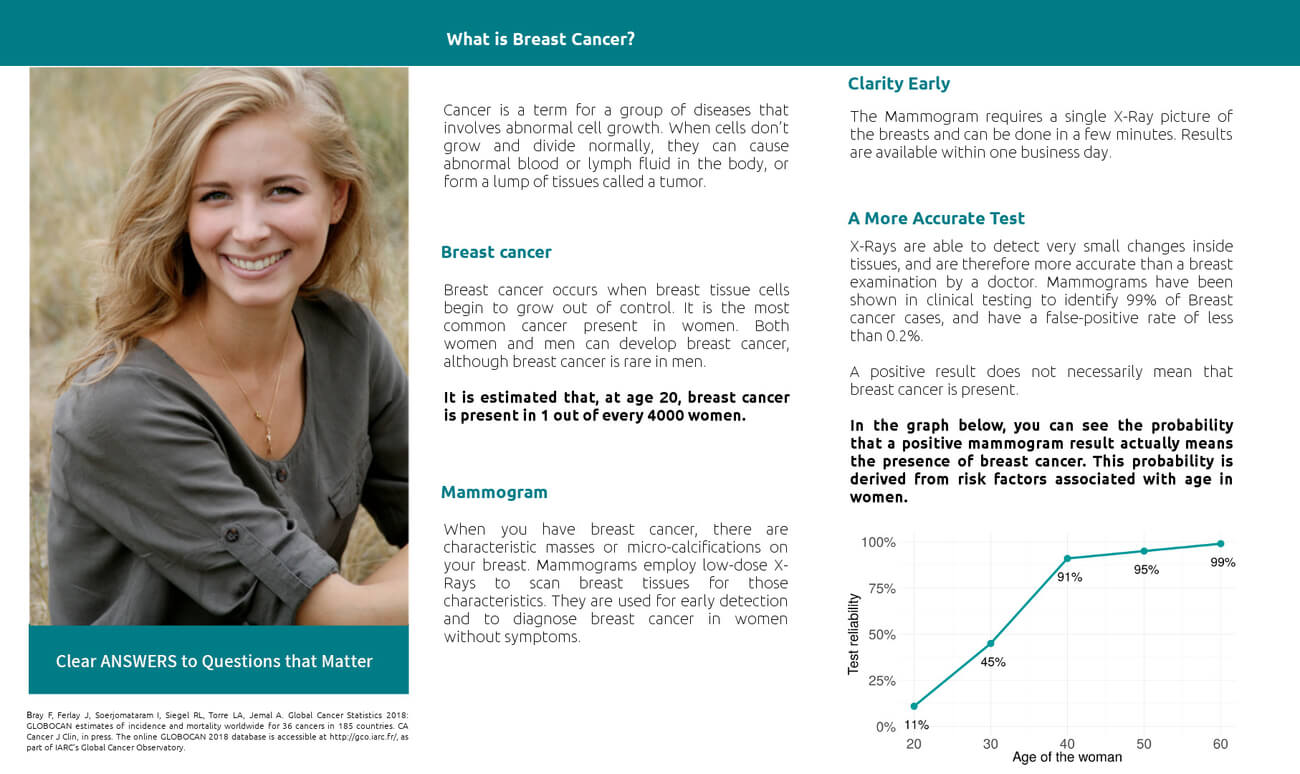 What is Breast Cancer?
Cancer is a term for a group of diseases that
involves abnormal cell growth. When cells don't
grow and divide normally, they can cause
abnormal blood or lymph fluid in the body, or
form a lump of tissues called a tumor.
Breast cancer
Breast cancer occurs when breast tissue cells
begin to grow out of control. It is the most
common cancer present in women. Both
women and men can develop breast cancer,
although breast cancer is rare in men.
It is estimated that, at age 20, breast cancer
is present in 1 out of every 4000 women.
Mammogram
When you have breast cancer, there are
characteristic masses or micro-calcifications on
your breast. Mammograms employ low-dose X-
Rays to scan breast tissues for those
characteristics. They are used for early detection
and to diagnose breast cancer in women
without symptoms.
Clear ANSWERS to Questions that Matter
Bray F, Ferlay J, Soerjomataram I, Siegel RL, Torre LA, Jemal A. Global Cancer Statistics 2018:
GLOBOCAN estimates of incidence and mortality worldwide for 36 cancers in 185 countries. CA
Cancer J Clin, in press. The online GLOBOCAN 2018 database is accessible at http://gco.iarc.fr/, as
part of IARC's Global Cancer Observatory.
Clarity Early
The Mammogram requires a single X-Ray picture of
the breasts and can be done in a few minutes. Results
are available within one business day.
A More Accurate Test
X-Rays are able to detect very small changes inside
tissues, and are therefore more accurate than a breast
examination by a doctor. Mammograms have been
shown in clinical testing to identify 99% of Breast
cancer cases, and have a false-positive rate of less
than 0.2%.
A positive result does not necessarily mean that
breast cancer is present.
In the graph below, you can see the probability
that a positive mammogram result actually means
the presence of breast cancer. This probability is
derived from risk factors associated with age in
women.
Test reliability
100%
75%
50%
25%
0%
11%
45%
91%
95%
99%
20 30 40 50 60
Age of the woman